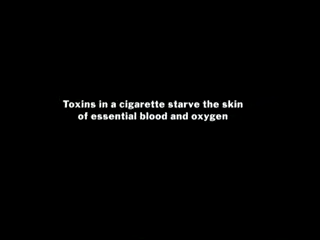 Toxins in a cigarette starve the skin
of essential blood and oxygen